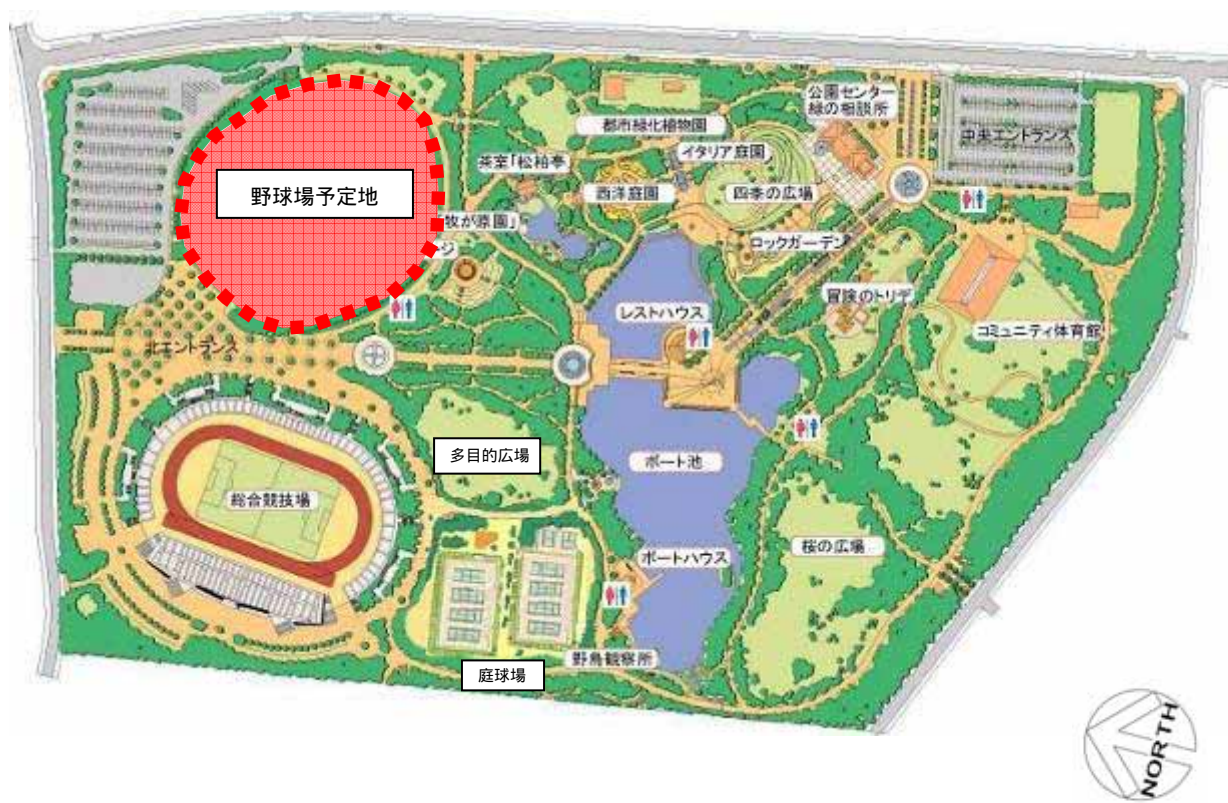 公園センター
緑の相談所
都市緑化植物園
中央エントランス
イタリア庭園
茶室「松柏亭
西洋庭園
四季の広場
野球場予定地
牧が原園」
ージ
ロックガーデン
冒険のトリデ
レストハウス
コミュニティ体育館
北エントランス
多目的広場
ボート池
総合競技場
桜の広場
ボートハウス
野鳥観察所
庭球場
NORTH